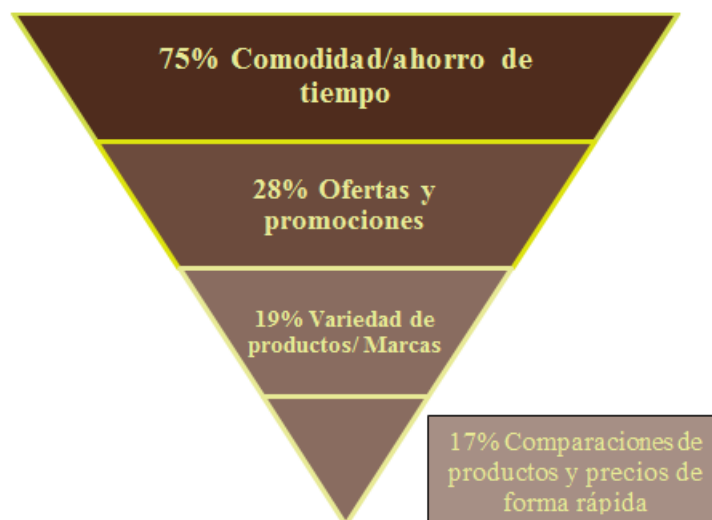 75% Comodidad/ahorro de
tiempo
28% Ofertas y
promociones
19% Variedad de
productos/ Marcas
17% Comparaciones de
productos y precios de
forma rápida